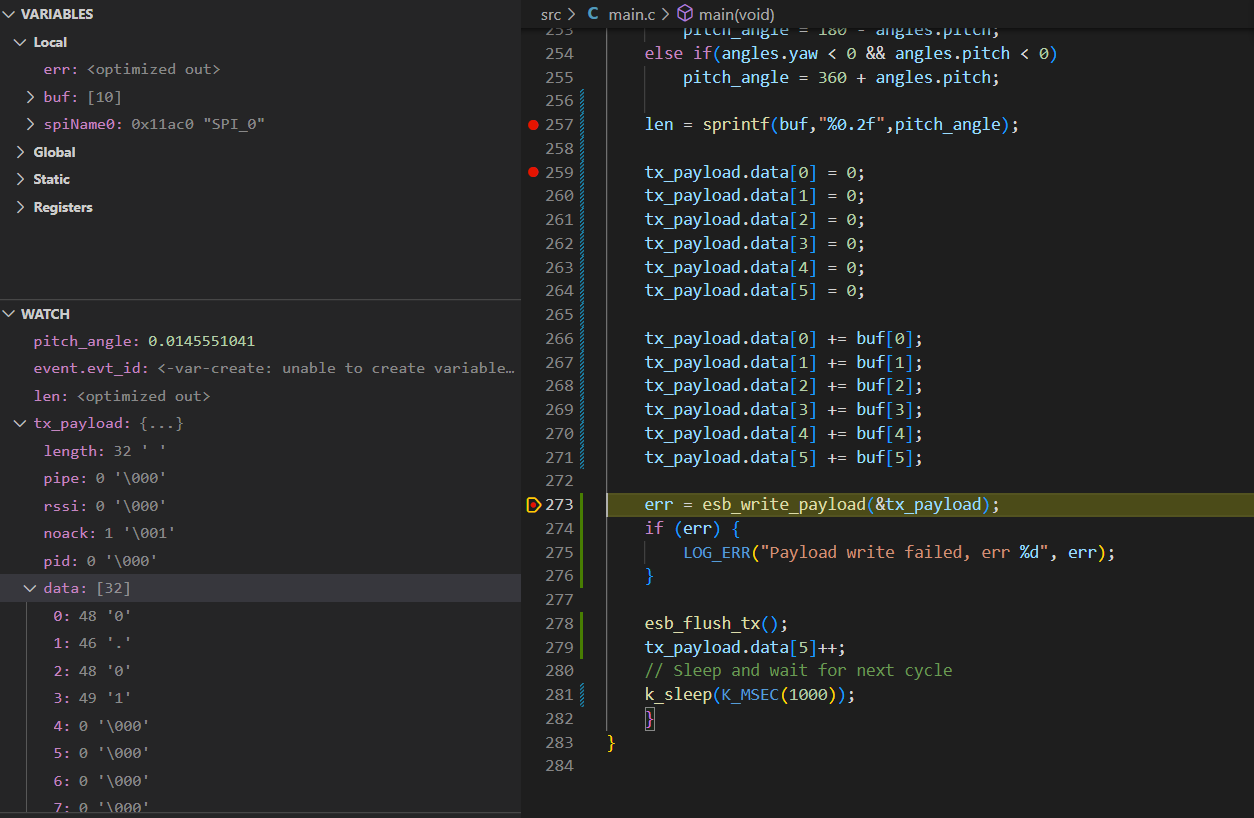 VARIABLES
Local
err: <optimized out>
buf: [10]
spiName0: 0x11ac0 "SPI_0"
Global
Static
Registers
WATCH
pitch_angle: 0.0145551041
event.evt_id: <-var-create: unable to create variable…
len: <optimized out>
tx_payload: {...}
length: 32 ' '
pipe: 0 '\000'
rssi: 0 '\000'
noack: 1 '\001'
pid: 0 '\000'
data: [32]
0: 48 '0'
1: 46 '.'
2: 48 '0'
3: 49 '1'
4: 0 '\000'
5: 0 '\000'
6: 0 '\000'
7: 0 '\000'
src > C main.c > main(void)
253 pitch_angle = 180 - angles.pitch;
254 else if(angles.yaw < 0 && angles.pitch < 0)
255 pitch_angle = 360 + angles.pitch;
256
257 len = sprintf(buf,"%0.2f",pitch_angle);
258
259 tx_payload.data[0] = 0;
260 tx_payload.data[1] = 0;
261 tx_payload.data[2] = 0;
262 tx_payload.data[3] = 0;
263 tx_payload.data[4] = 0;
264 tx_payload.data[5] = 0;
265
266 tx_payload.data[0] += buf[0];
267 tx_payload.data[1] += buf[1];
268 tx_payload.data[2] += buf[2];
269 tx_payload.data[3] += buf[3];
270 tx_payload.data[4] += buf[4];
271 tx_payload.data[5] += buf[5];
272
273 err = esb_write_payload(&tx_payload);
274 if (err) {
275 LOG_ERR("Payload write failed, err %d", err);
276 }
277
278 esb_flush_tx();
279 tx_payload.data[5]++;
280 // Sleep and wait for next cycle
281 k_sleep(K_MSEC(1000));
282 }
283 }
284